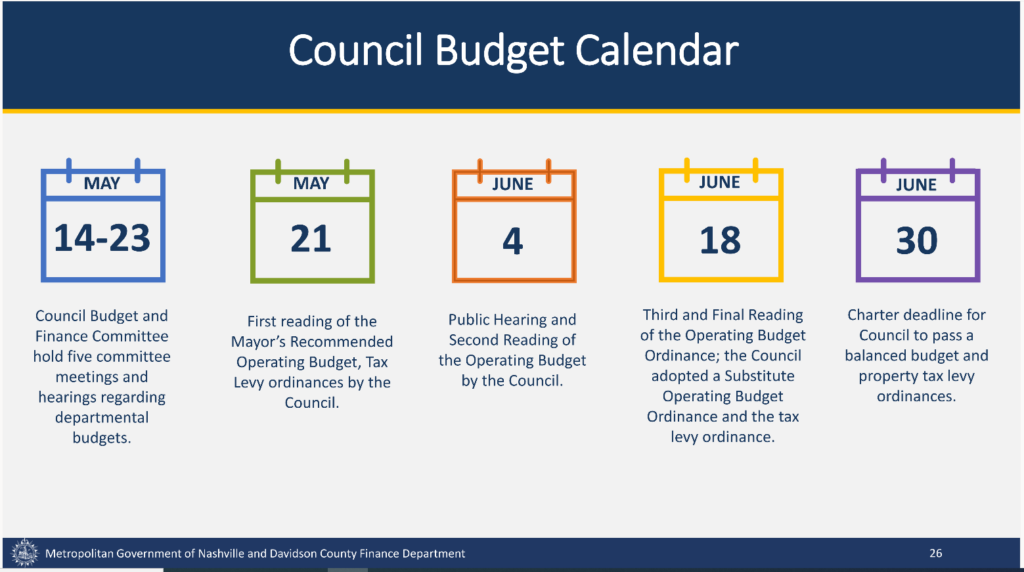 Council Budget Calendar
MAY
14-23
Council Budget and
Finance Committee
hold five committee
meetings and
hearings regarding
departmental
budgets.
MAY
21
First reading of the
Mayor’s Recommended
Operating Budget, Tax
Levy ordinances by the
Council.
JUNE
4
Public Hearing and
Second Reading of
the Operating Budget
by the Council.
JUNE
18
Third and Final Reading
of the Operating Budget
Ordinance; the Council
adopted a Substitute
Operating Budget
Ordinance and the tax
levy ordinance.
JUNE
30
Charter deadline for
Council to pass a
balanced budget and
property tax levy
ordinances.
Metropolitan Government of Nashville and Davidson County Finance Department
26